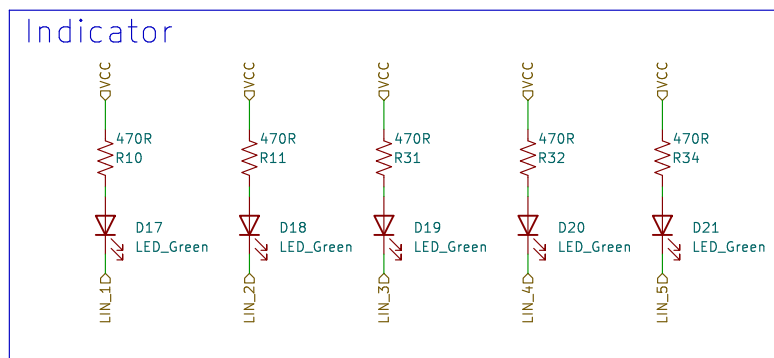 Indicator
VCC
VCC
VCC
VCC
VCC
470R
R10
470R
R11
470R
R31
470R
R32
470R
R34
D17
LED_Green
D18
LED_Green
D19
LED_Green
D20
LED_Green
D21
LED_Green
LIN_1
LIN_2
LIN_3
LIN_4
LIN_5